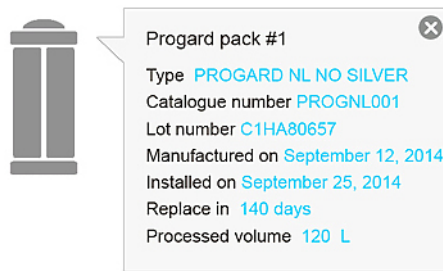 Progard pack #1
Type PROGARD NL NO SILVER
Catalogue number PROGNL001
Lot number C1HA80657
Manufactured on September 12, 2014
Installed on September 25, 2014
Replace in 140 days
Processed volume 120 L